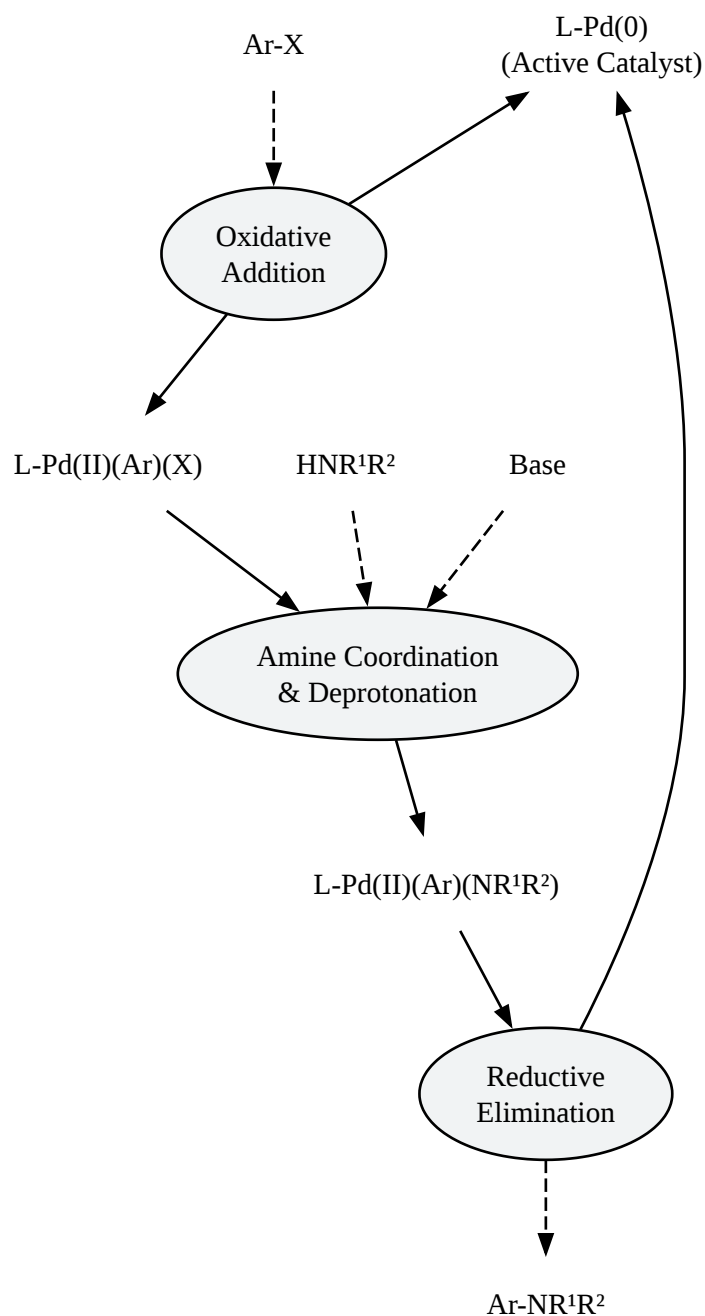 Ar-X
L-Pd(0)
(Active Catalyst)
Oxidative
Addition
L-Pd(II)(Ar)(X)
HNR¹R²
Base
Amine Coordination
& Deprotonation
L-Pd(II)(Ar)(NR¹R²)
Reductive
Elimination
Ar-NR¹R²